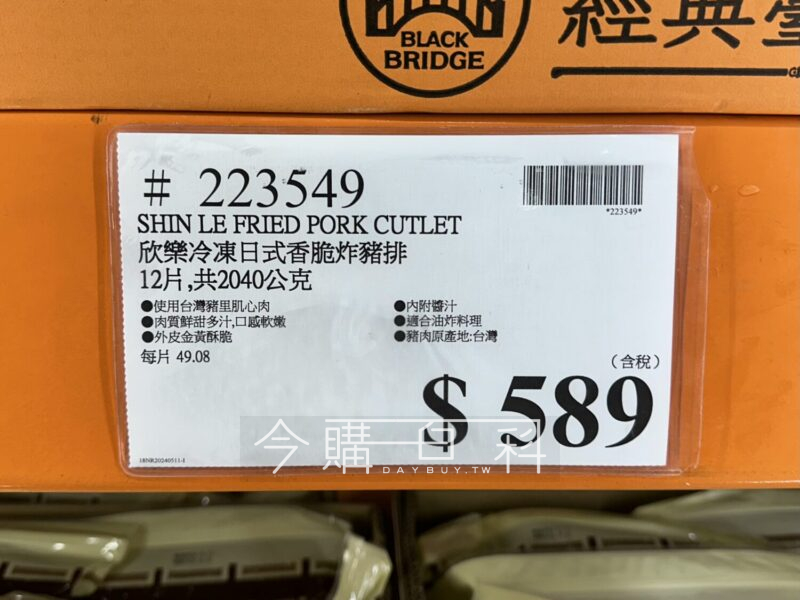 BLACK
BRIDGE
經典臺
# 223549
*223549*
SHIN LE FRIED PORK CUTLET
欣樂冷凍日式香脆炸豬排
12片,共2040公克
●使用台灣豬里肌心肉
●肉質鮮甜多汁,口感軟嫩
●外皮金黃酥脆
●內附醬汁
●適合油炸料理
●豬肉原產地:台灣
每片 49.08
(含稅)
$ 589
今購百科
DAYBUY.TW
18NR20240511-1